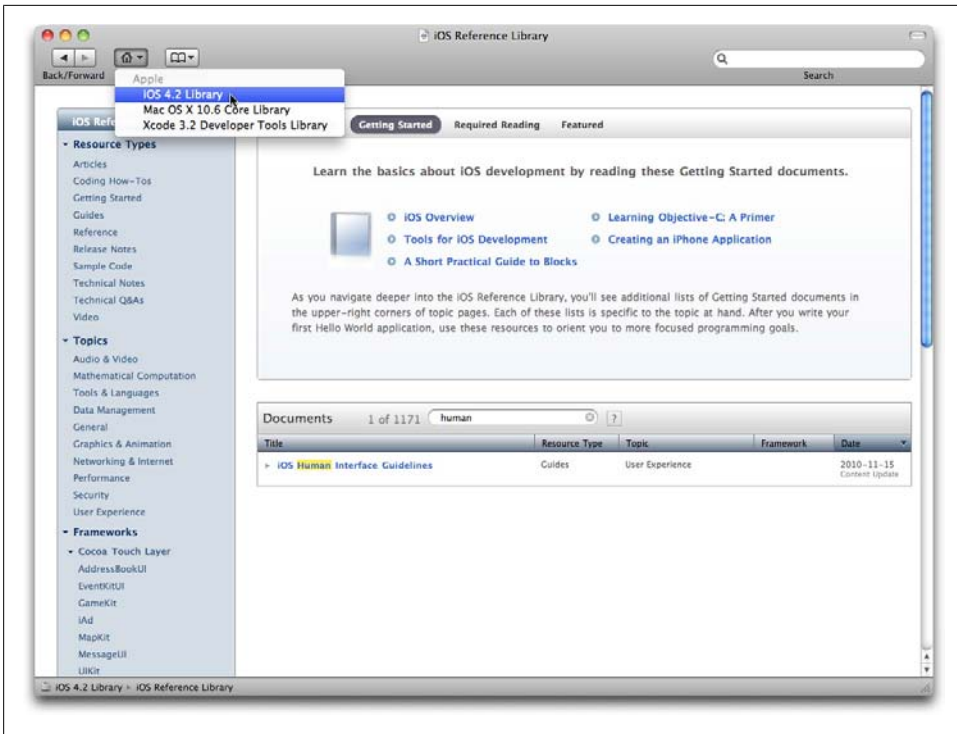 iOS Reference Library
Back/Forward
Search
Apple
iOS 4.2 Library
Mac OS X 10.6 Core Library
Xcode 3.2 Developer Tools Library
iOS Refe
Getting Started Required Reading Featured
Resource Types
Articles
Coding How-Tos
Getting Started
Guides
Reference
Release Notes
Sample Code
Technical Notes
Technical Q&As
Video
Topics
Audio & Video
Mathematical Computation
Tools & Languages
Data Management
General
Graphics & Animation
Networking & Internet
Performance
Security
User Experience
Frameworks
Cocoa Touch Layer
AddressBookUI
EventKitUI
GameKit
iAd
MapKit
MessageUI
UIKit
Learn the basics about iOS development by reading these Getting Started documents.
iOS Overview
Tools for iOS Development
A Short Practical Guide to Blocks
Learning Objective-C: A Primer
Creating an iPhone Application
As you navigate deeper into the iOS Reference Library, you'll see additional lists of Getting Started documents in
the upper-right corners of topic pages. Each of these lists is specific to the topic at hand. After you write your
first Hello World application, use these resources to orient you to more focused programming goals.
Documents 1 of 1171 human ?
Title Resource Type Topic Framework Date
iOS Human Interface Guidelines Guides User Experience 2010-11-15
Content Update
iOS 4.2 Library iOS Reference Library